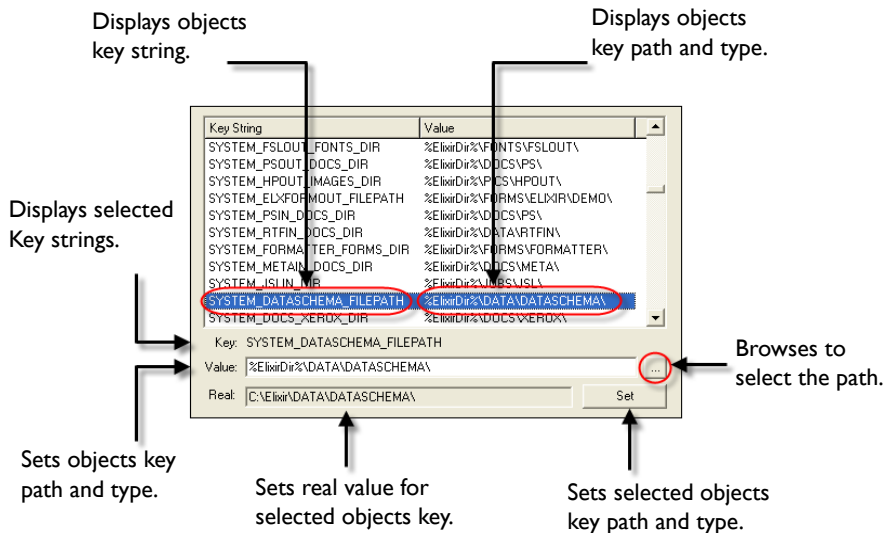 Displays objects
key string.
Displays objects
key path and type.
Key String Value
SYSTEM_FSLOUT_FONTS_DIR %ElixirDir%\FONTS\FSLOUT\
SYSTEM_PSOUT_DOCS_DIR %ElixirDir%\DOCS\PS\
SYSTEM_HPOUT_IMAGES_DIR %ElixirDir%\PICS\HPOUT\
SYSTEM_ELXFORMOUT_FILEPATH %ElixirDir%\FORMS\ELIXIR\DEMO\
SYSTEM_PSIN_DOCS_DIR %ElixirDir%\DOCS\PS\
SYSTEM_RTFIN_DOCS_DIR %ElixirDir%\DATA\RTFIN\
SYSTEM_FORMATTER_FORMS_DIR %ElixirDir%\FORMS\FORMATTER\
SYSTEM_METAIN_DOCS_DIR %ElixirDir%\DOCS\META\
SYSTEM_JSLIN_DIR %ElixirDir%\JOBS\JSL\
SYSTEM_DATASCHEMA_FILEPATH %ElixirDir%\DATA\DATASCHEMA\
SYSTEM_DOCS_XEROX_DIR %ElixirDir%\DOCS\XEROX\
Displays selected
Key strings.
Key: SYSTEM_DATASCHEMA_FILEPATH
Value: %ElixirDir%\DATA\DATASCHEMA\ ...
Real: C:\Elixir\DATA\DATASCHEMA\ Set
Browses to
select the path.
Sets objects key
path and type.
Sets real value for
selected objects key.
Sets selected objects
key path and type.